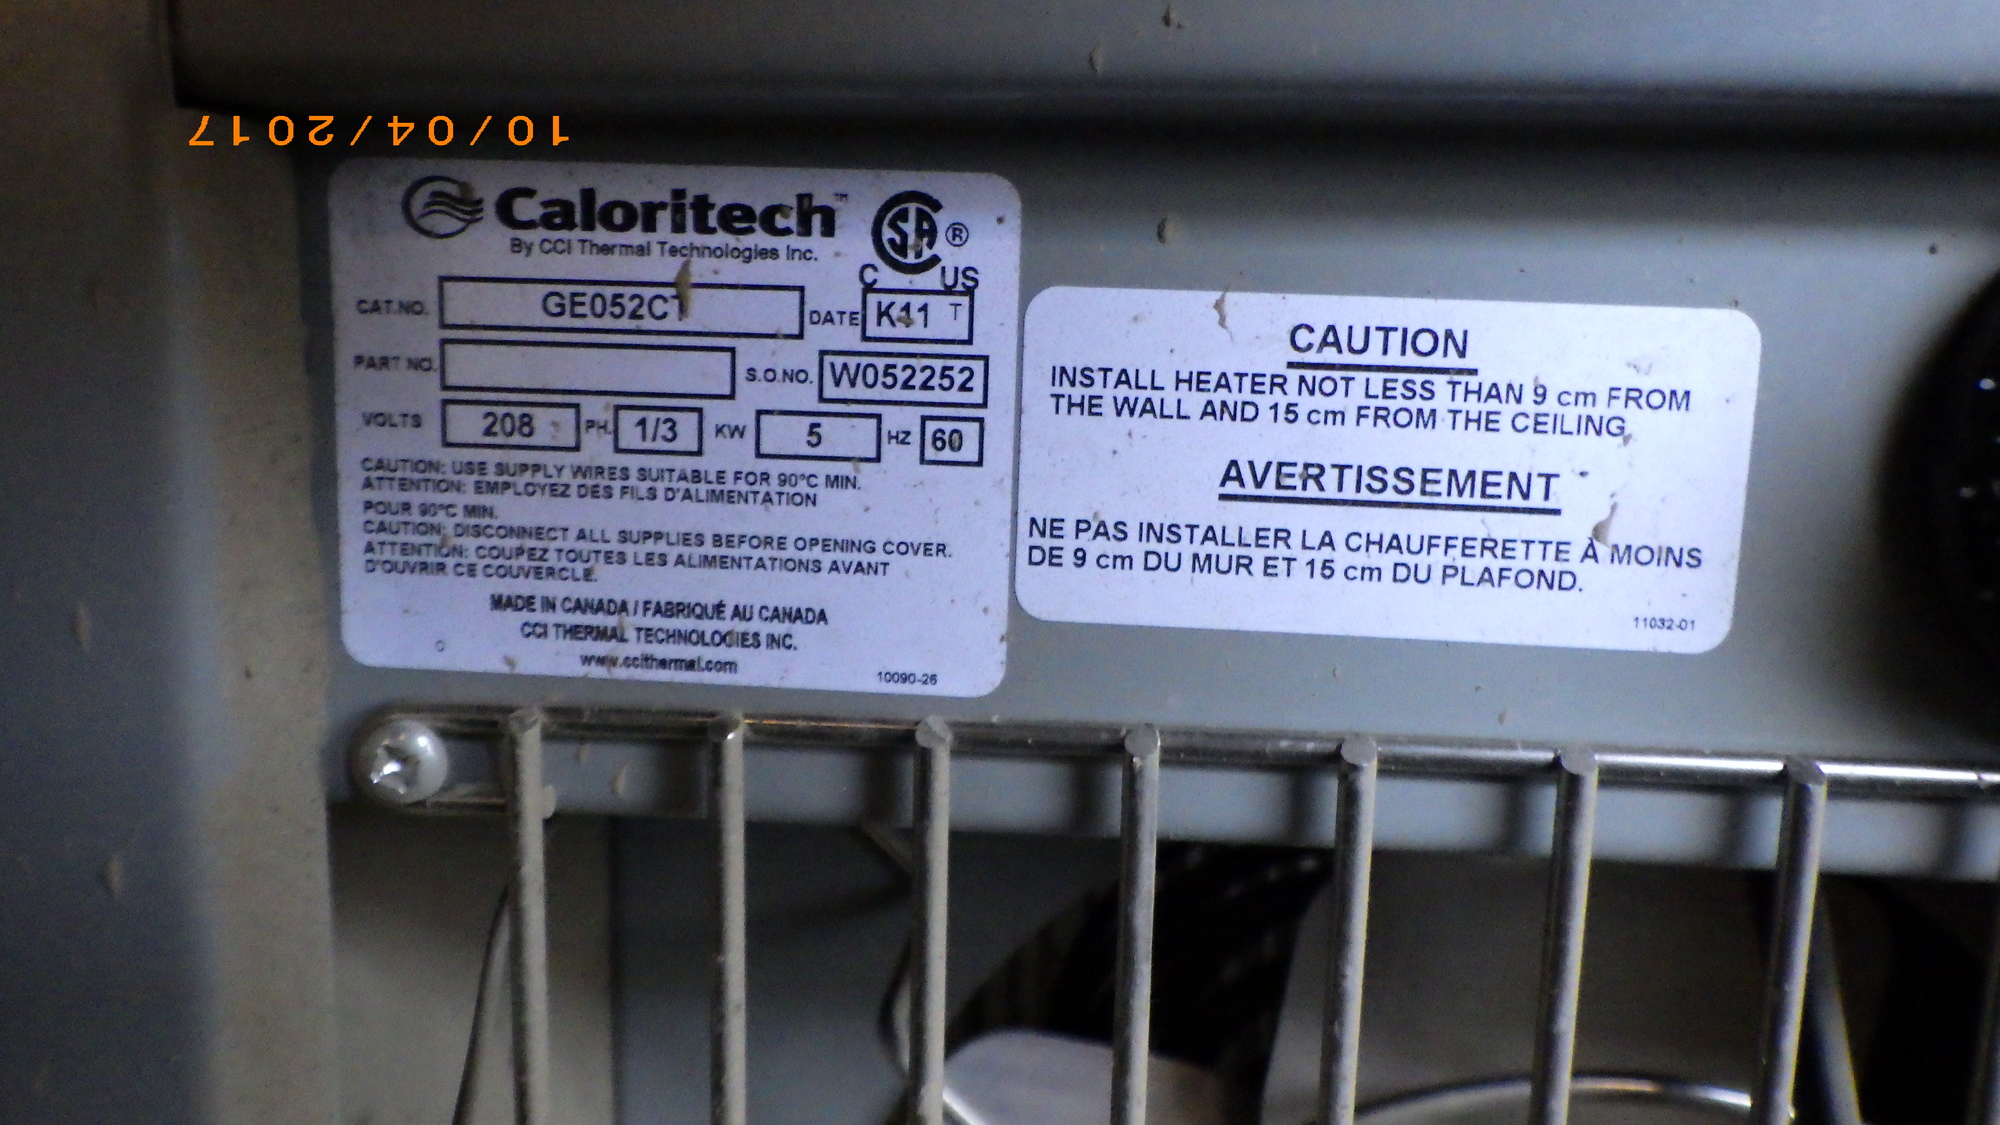 10/04/2017
Caloritech™
By CCI Thermal Technologies Inc.
CSA ®
C US
CAT.NO. GE052CT DATE K11 T
PART NO. S.O.NO. W052252
VOLTS 208 PH. 1/3 KW 5 HZ 60
CAUTION: USE SUPPLY WIRES SUITABLE FOR 90°C MIN.
ATTENTION: EMPLOYEZ DES FILS D'ALIMENTATION
POUR 90°C MIN.
CAUTION: DISCONNECT ALL SUPPLIES BEFORE OPENING COVER.
ATTENTION: COUPEZ TOUTES LES ALIMENTATIONS AVANT
D'OUVRIR CE COUVERCLE.
MADE IN CANADA / FABRIQUÉ AU CANADA
CCI THERMAL TECHNOLOGIES INC.
www.ccithermal.com
10090-26
CAUTION
INSTALL HEATER NOT LESS THAN 9 cm FROM
THE WALL AND 15 cm FROM THE CEILING.
AVERTISSEMENT
NE PAS INSTALLER LA CHAUFFERETTE À MOINS
DE 9 cm DU MUR ET 15 cm DU PLAFOND.
11032-01